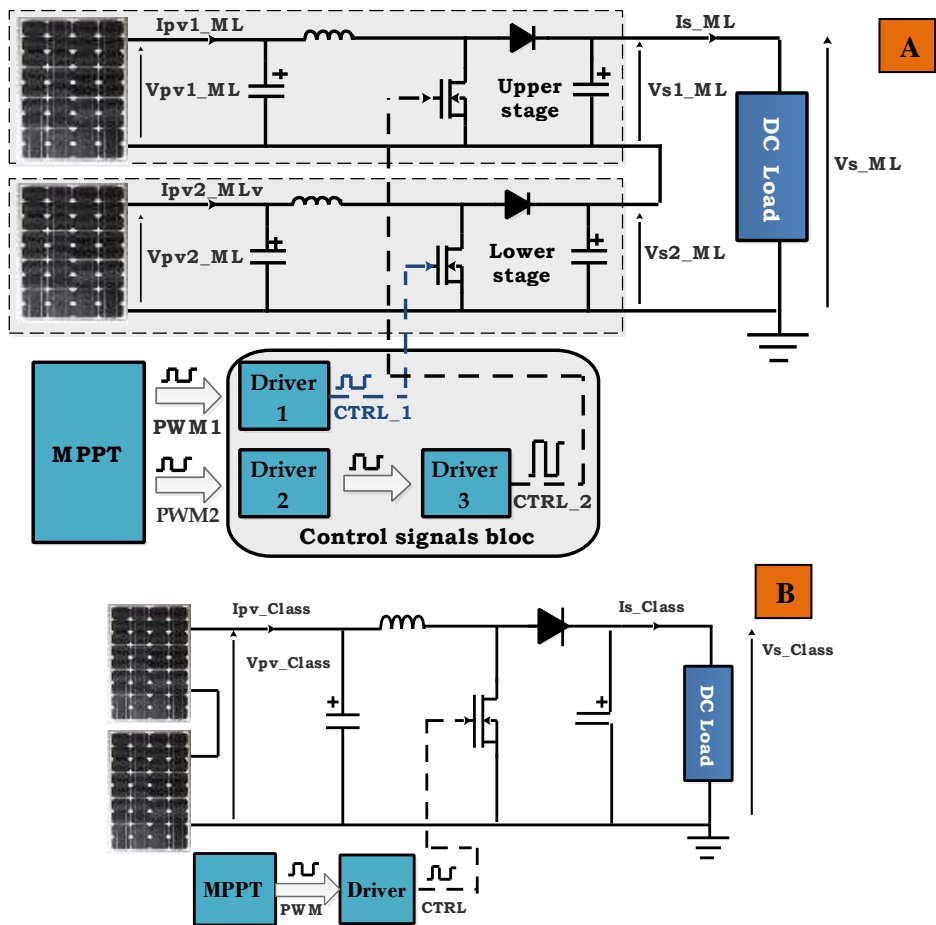 Ipv1_ML
Is_ML
A
+
+
Vpv1_ML
Upper
stage
Vs1_ML
DC Load
Vs_ML
Ipv2_MLv
+
+
Vpv2_ML
Lower
stage
Vs2_ML
MPPT
PWM1
PWM2
Driver
1
CTRL_1
Driver
2
Driver
3
CTRL_2
Control signals bloc
B
Ipv_Class
Is_Class
Vpv_Class
Vs_Class
+
+
DC Load
MPPT
PWM
Driver
CTRL